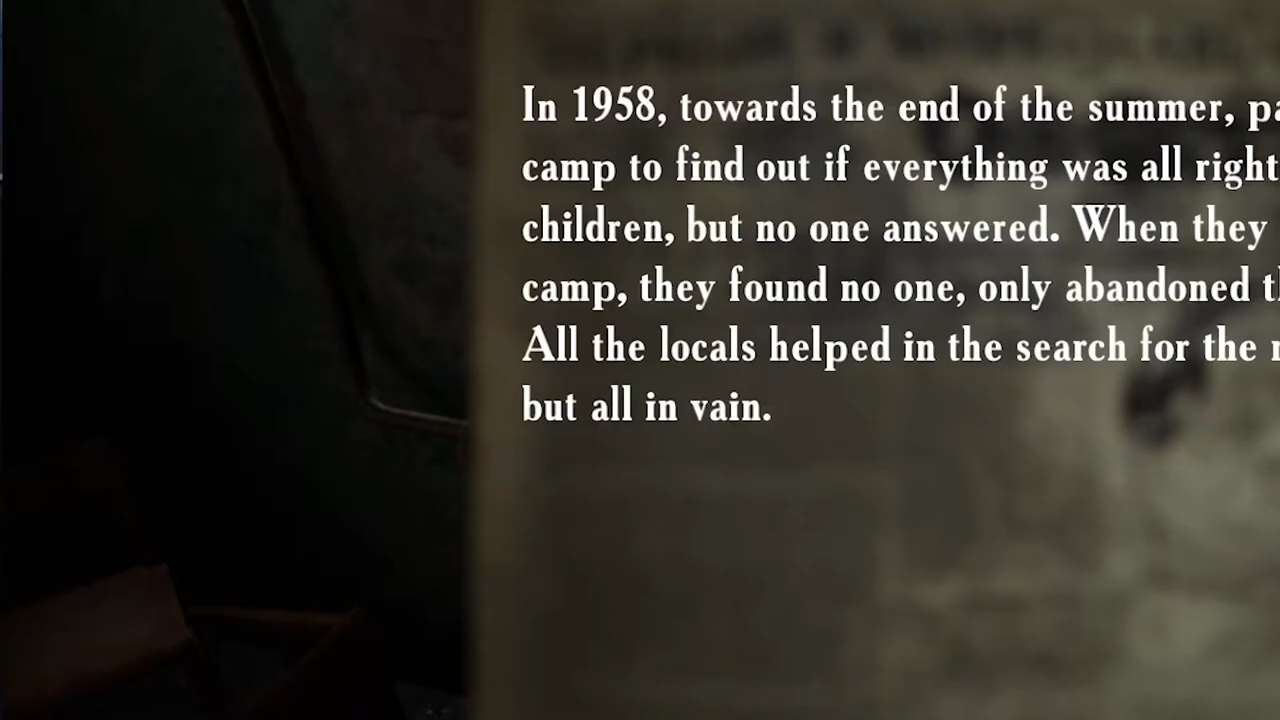 In 1958, towards the end of the summer,
camp to find out if everything was all right
children, but no one answered. When they
camp, they found no one, only abandoned
All the locals helped in the search for the
but all in vain.